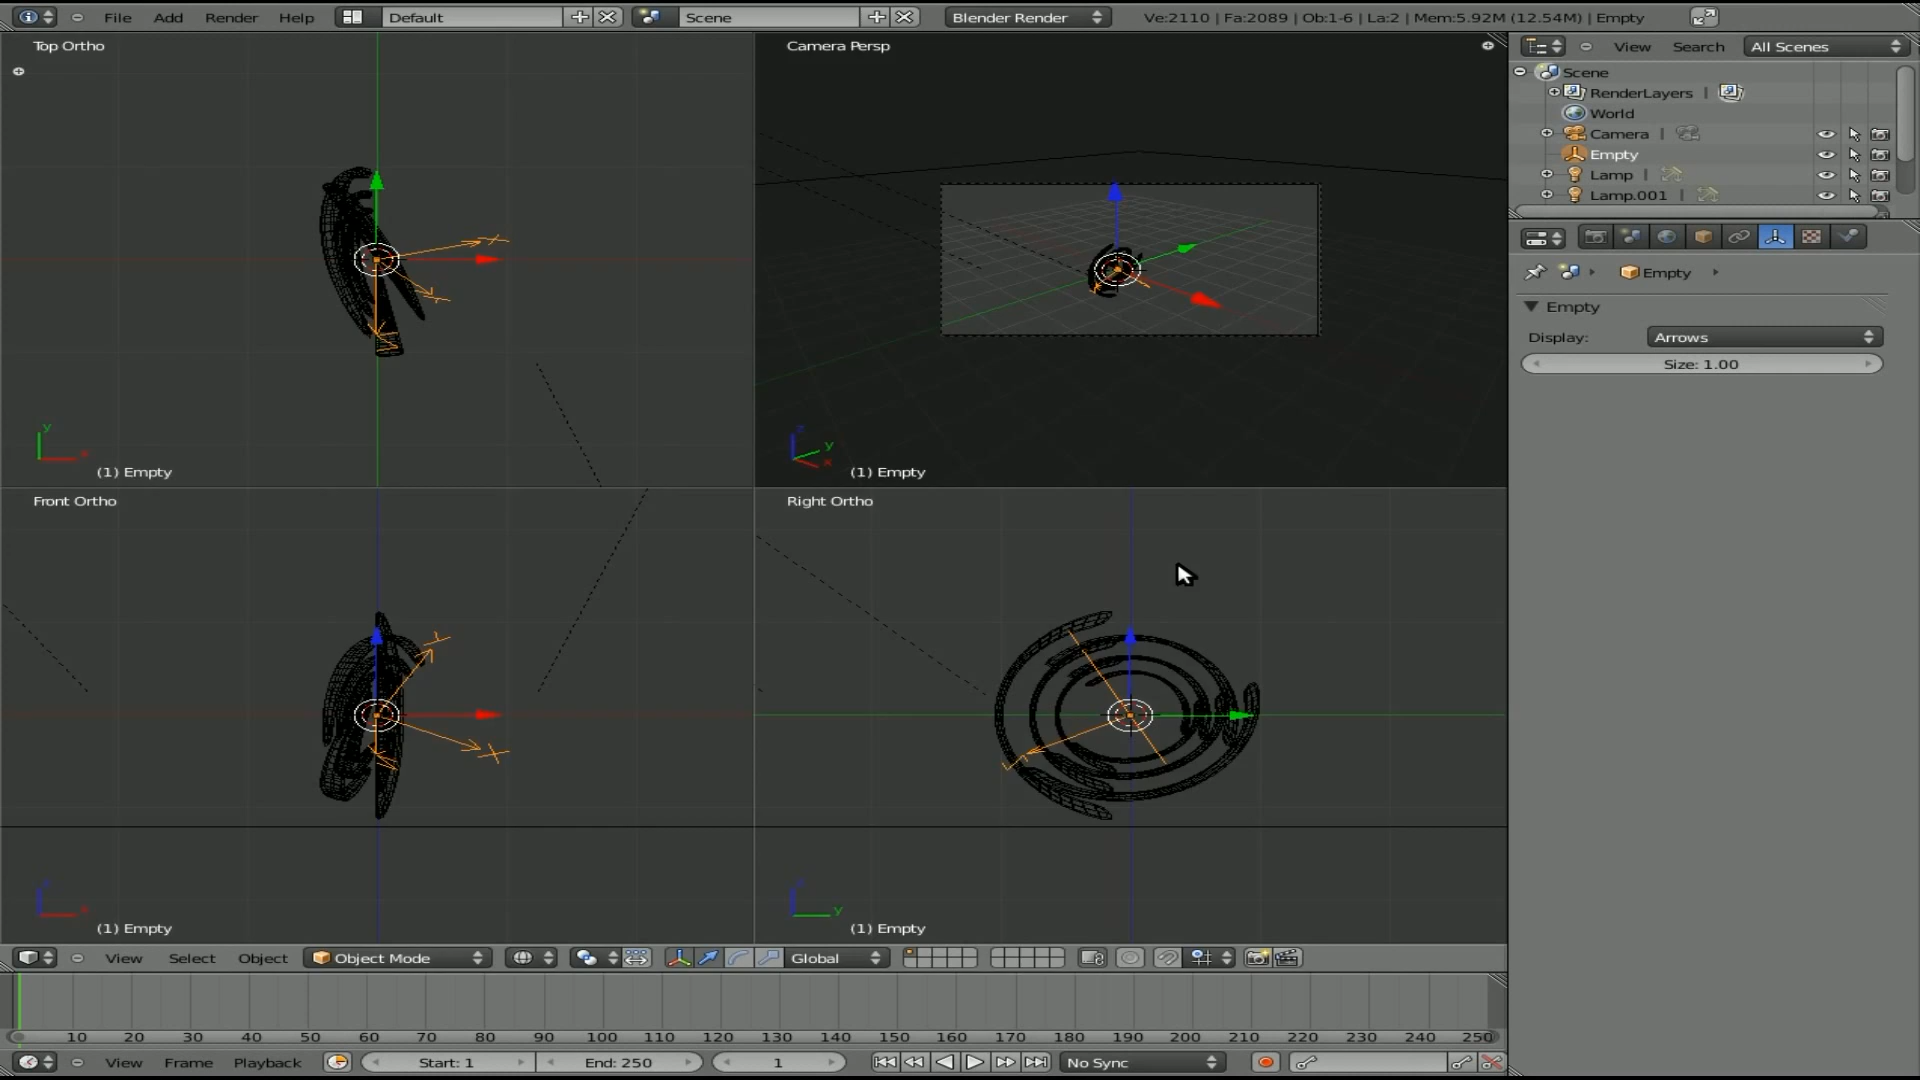 File Add Render Help Default Scene Blender Render Ve:2110 | Fa:2089 | Ob:1-6 | La:2 | Mem:5.92M (12.54M) | Empty
Top Ortho
Camera Persp
View Search All Scenes
Scene
RenderLayers |
World
Camera |
Empty
Lamp |
Lamp.001 |
Empty
Empty
Display: Arrows
Size: 1.00
y
x
z
y
x
(1) Empty
(1) Empty
Front Ortho
Right Ortho
z
x
z
y
(1) Empty
(1) Empty
View Select Object Object Mode Global
10 20 30 40 50 60 70 80 90 100 110 120 130 140 150 160 170 180 190 200 210 220 230 240 250
View Frame Playback Start: 1 End: 250 1 No Sync